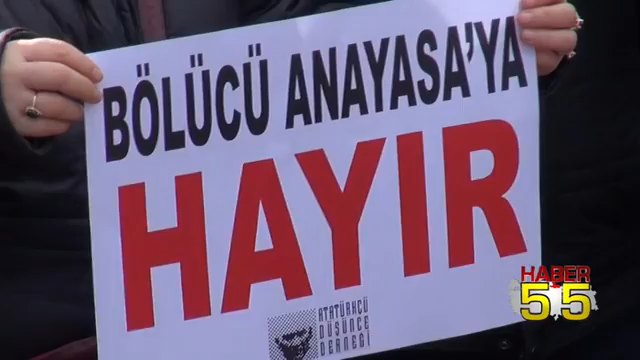 BÖLÜCÜ ANAYASA'YA
HAYIR
ATATÜRKÇÜ
DÜŞÜNCE
DERNEĞİ
HABER
55